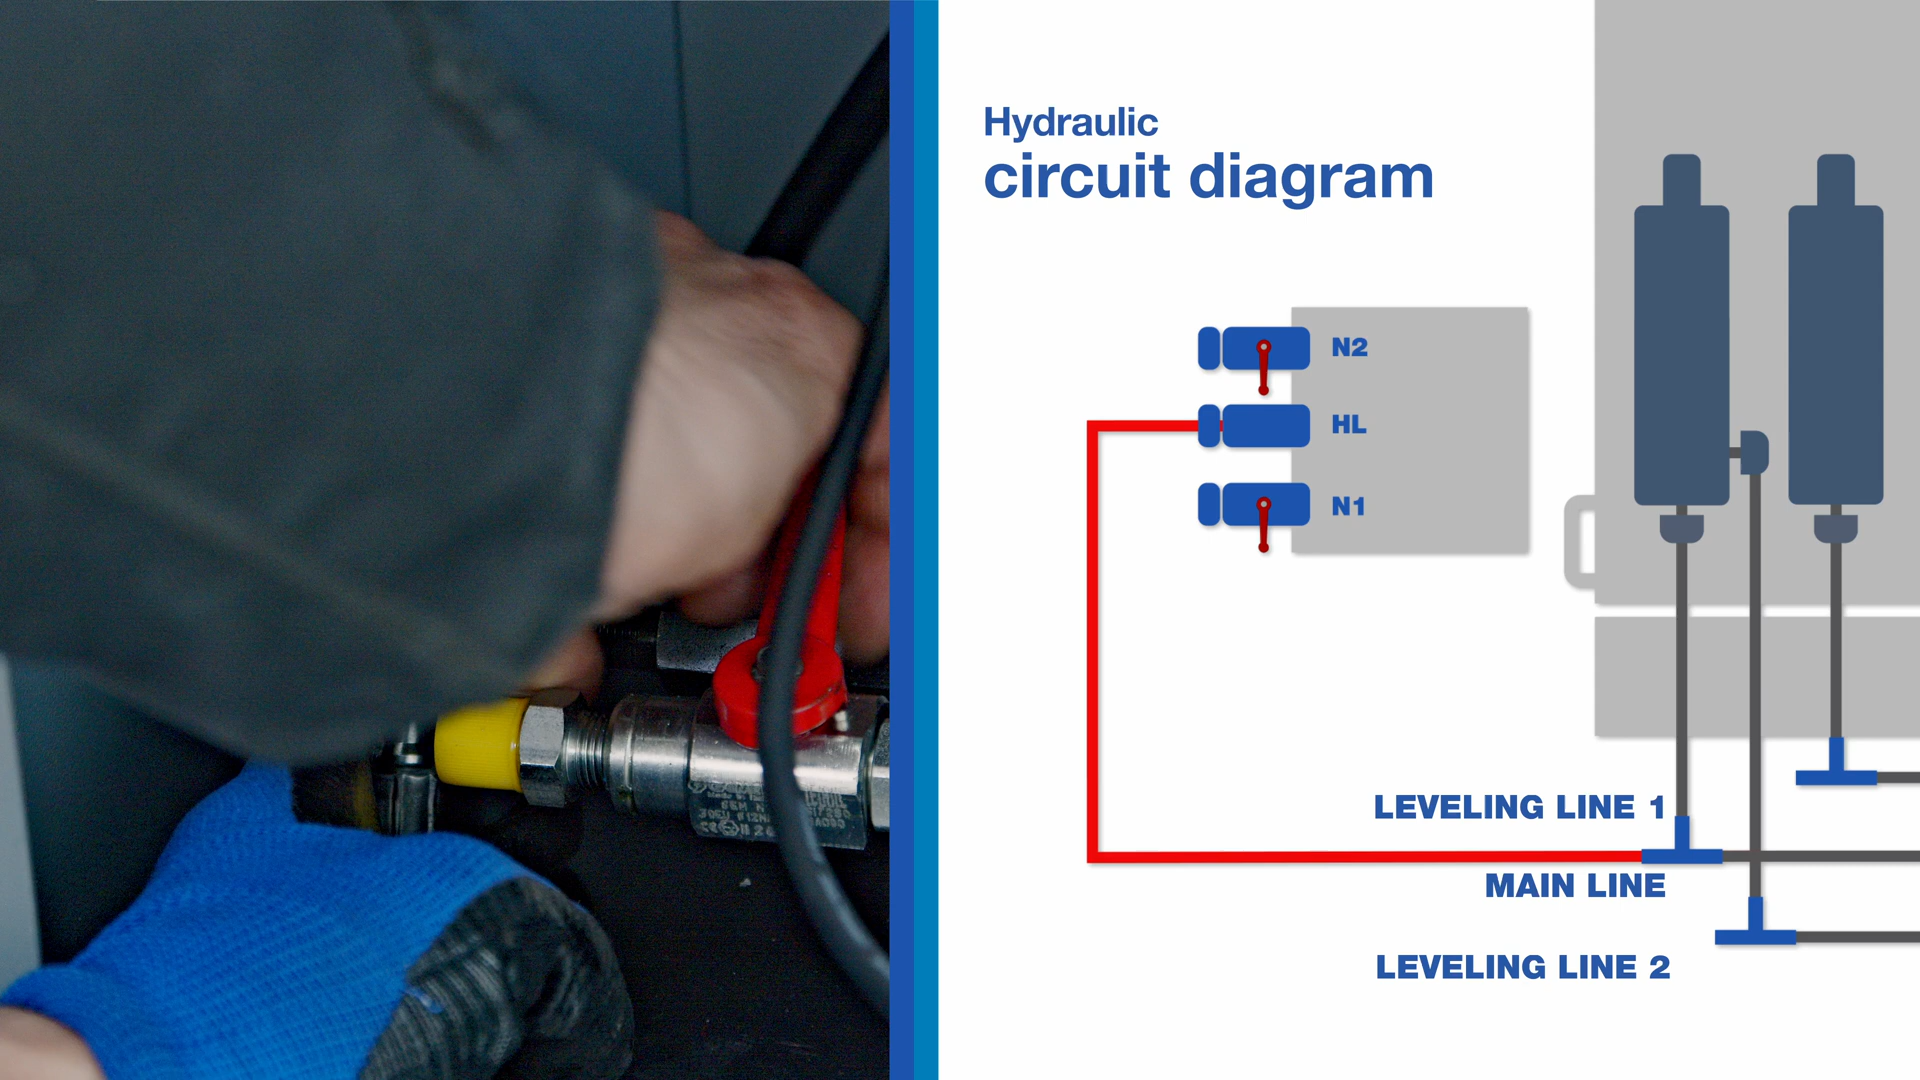 Hydraulic
circuit diagram
N2
HL
N1
LEVELING LINE 1
MAIN LINE
LEVELING LINE 2